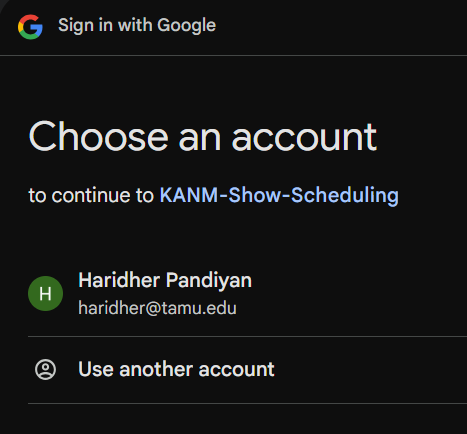 Sign in with Google
Choose an account
to continue to KANM-Show-Scheduling
H
Haridher Pandiyan
haridher@tamu.edu
Use another account